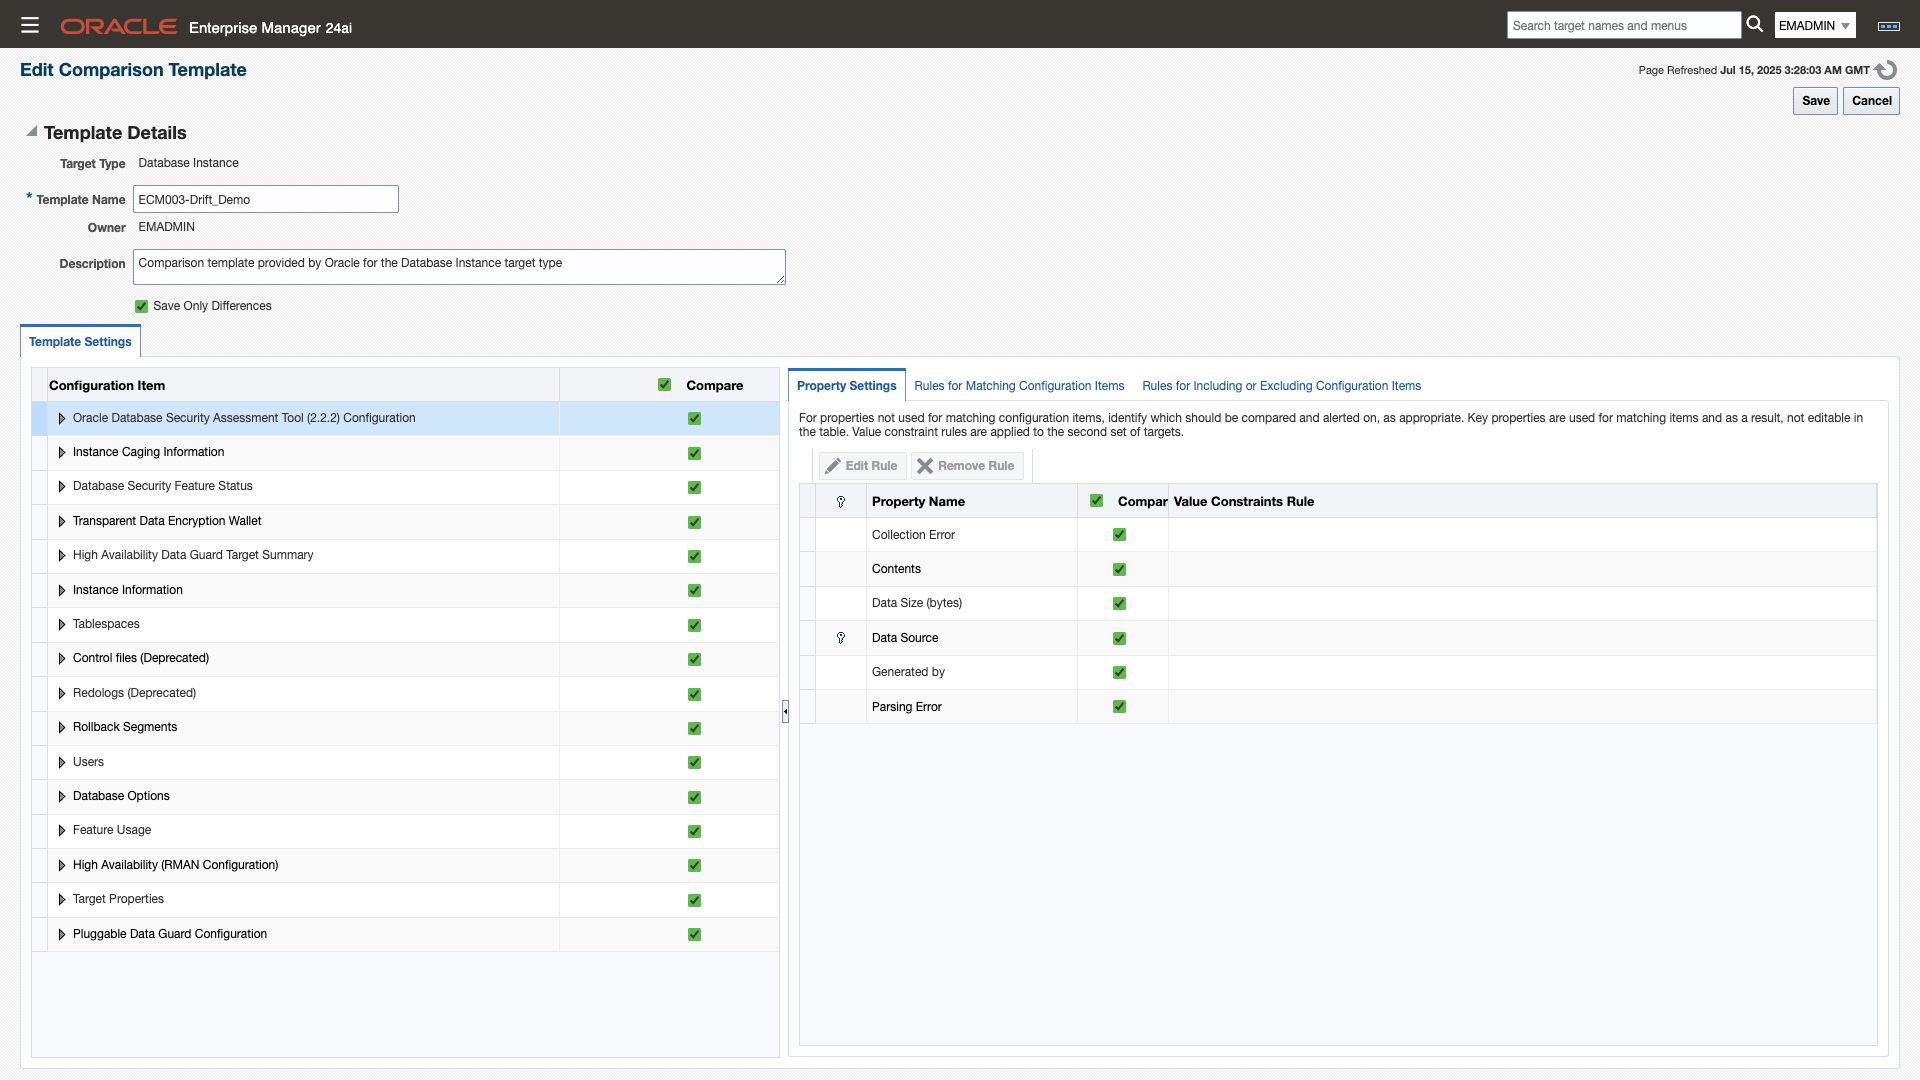 ORACLE Enterprise Manager 24ai
Search target names and menus
EMADMIN
Edit Comparison Template
Page Refreshed Jul 15, 2025 3:28:03 AM GMT
Save Cancel
Template Details
Target Type Database Instance
* Template Name ECM003-Drift_Demo
Owner EMADMIN
Description Comparison template provided by Oracle for the Database Instance target type
Save Only Differences
Template Settings
Configuration Item Compare
Oracle Database Security Assessment Tool (2.2.2) Configuration
Instance Caging Information
Database Security Feature Status
Transparent Data Encryption Wallet
High Availability Data Guard Target Summary
Instance Information
Tablespaces
Control files (Deprecated)
Redologs (Deprecated)
Rollback Segments
Users
Database Options
Feature Usage
High Availability (RMAN Configuration)
Target Properties
Pluggable Data Guard Configuration
Property Settings Rules for Matching Configuration Items Rules for Including or Excluding Configuration Items
For properties not used for matching configuration items, identify which should be compared and alerted on, as appropriate. Key properties are used for matching items and as a result, not editable in
the table. Value constraint rules are applied to the second set of targets.
Edit Rule Remove Rule
Property Name Compar Value Constraints Rule
Collection Error
Contents
Data Size (bytes)
Data Source
Generated by
Parsing Error